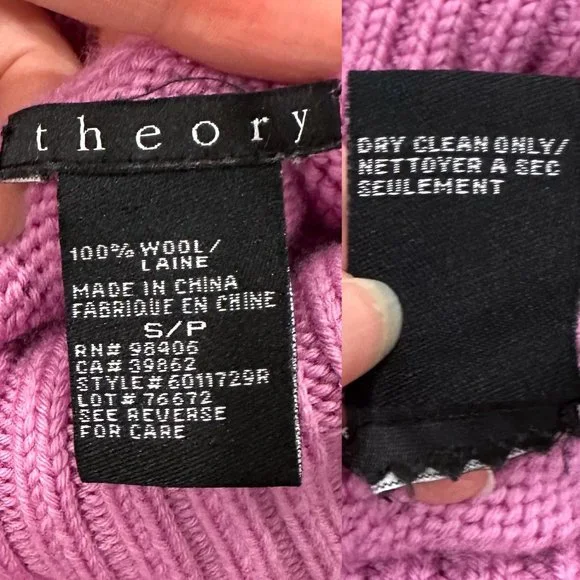 theory
100% WOOL/
LAINE
MADE IN CHINA
FABRIQUE EN CHINE
S/P
RN# 98406
CA# 39862
STYLE# 6011729R
LOT# 76672
SEE REVERSE
FOR CARE
DRY CLEAN ONLY/
NETTOYER A SEC
SEULEMENT